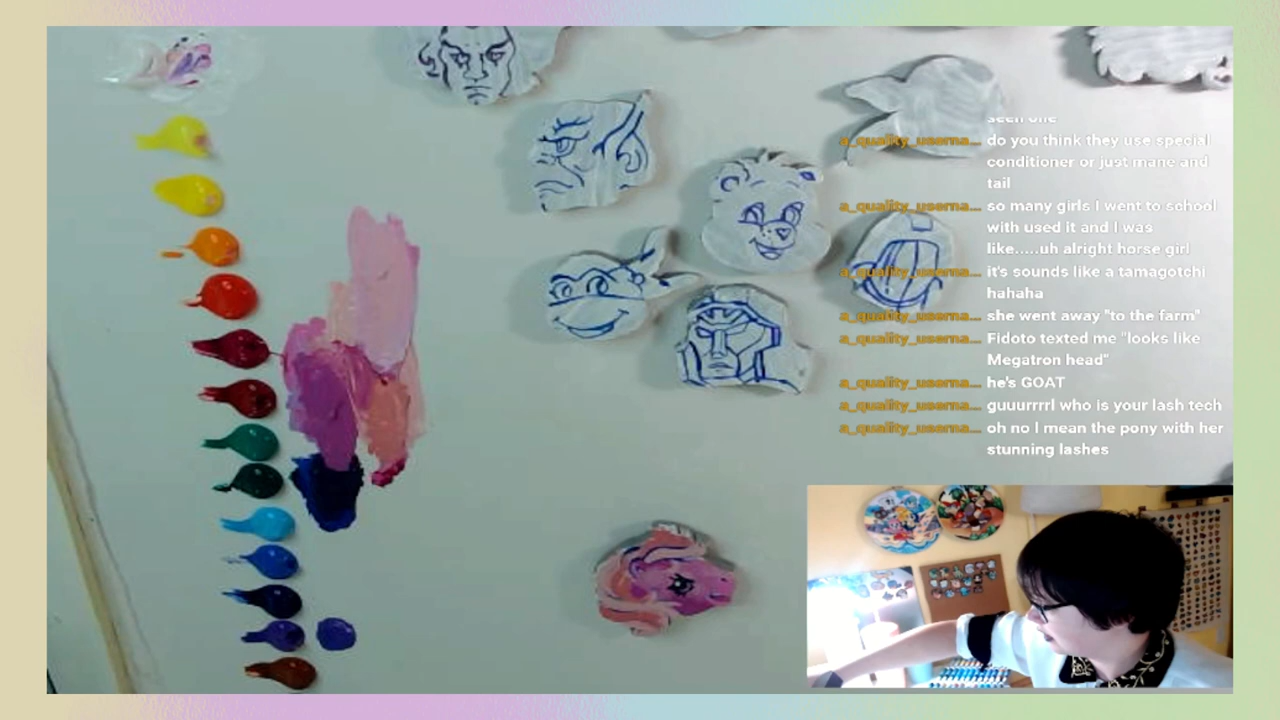 seen one
a_quality_userna... do you think they use special
conditioner or just mane and
tail
a_quality_userna... so many girls I went to school
with used it and I was
like.....uh alright horse girl
a_quality_userna... it's sounds like a tamagotchi
hahaha
a_quality_userna... she went away "to the farm"
a_quality_userna... Fidoto texted me "looks like
Megatron head"
a_quality_userna... he's GOAT
a_quality_userna... guuurrrrl who is your lash tech
a_quality_userna... oh no I mean the pony with her
stunning lashes